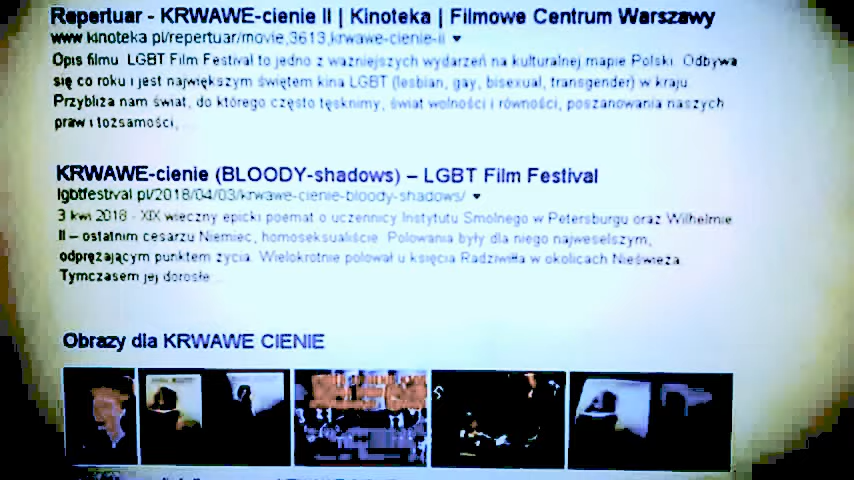 Repertuar - KRWAWE-cienie II | Kinoteka | Filmowe Centrum Warszawy
www.kinoteka.pl/repertuar/movie,3613,krwawe-cienie-ii
Opis filmu. LGBT Film Festival to jedno z ważniejszych wydarzeń na kulturalnej mapie Polski. Odbywa
się co roku i jest największym świętem kina LGBT (lesbian, gay, bisexual, transgender) w kraju.
Przybliża nam świat, do którego często tęsknimy, świat wolności i równości, poszanowania naszych
praw i tożsamości,
KRWAWE-cienie (BLOODY-shadows) – LGBT Film Festival
lgbtfestival.pl/2018/04/03/krwawe-cienie-bloody-shadows/
3 kwi 2018 - XIX wieczny epicki poemat o uczennicy Instytutu Smolnego w Petersburgu oraz Wilhelmie
II – ostatnim cesarzu Niemiec, homoseksualiście. Polowania były dla niego najweselszym,
odprężającym punktem życia. Wielokrotnie polował u księcia Radziwiłła w okolicach Nieświeża.
Tymczasem jej dorosłe ...
Obrazy dla KRWAWE CIENIE